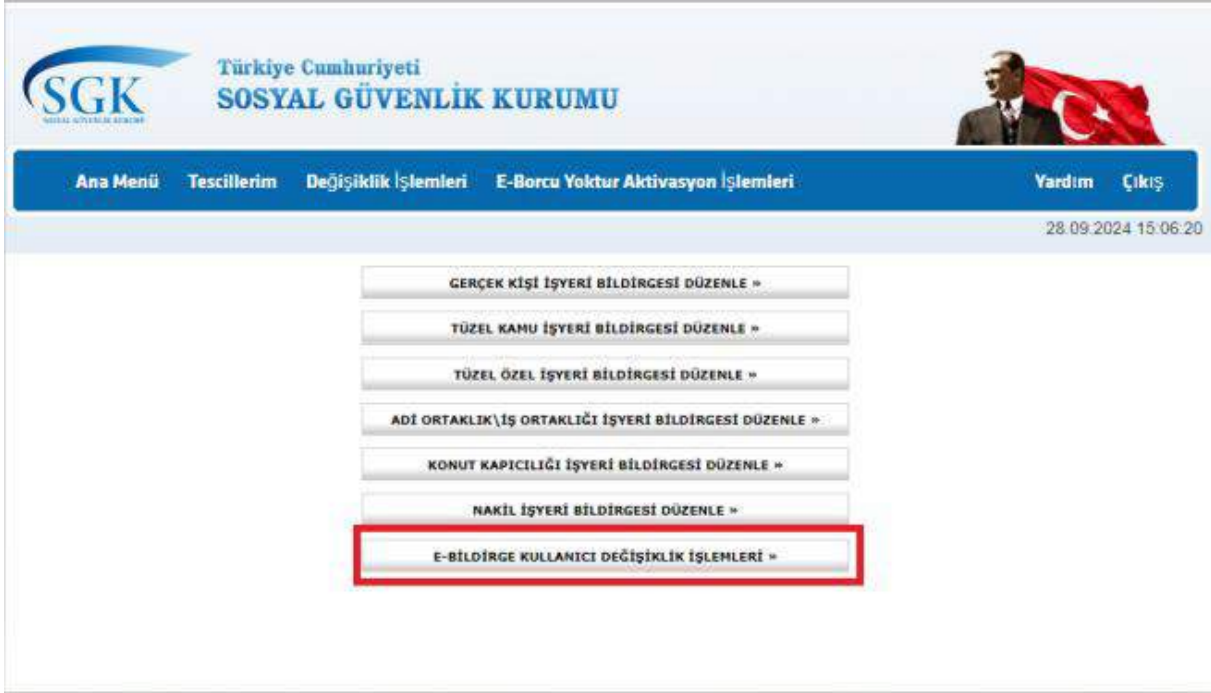 Türkiye Cumhuriyeti
SGK SOSYAL GÜVENLİK KURUMU
SOSYAL GÜVENLİK KURUMU
Ana Menü Tescillerim Değişiklik İşlemleri E-Borcu Yoktur Aktivasyon İşlemleri Yardım Çıkış
28.09.2024 15:06:20
GERÇEK KİŞİ İŞYERİ BİLDİRGESİ DÜZENLE »
TÜZEL KAMU İŞYERİ BİLDİRGESİ DÜZENLE »
TÜZEL ÖZEL İŞYERİ BİLDİRGESİ DÜZENLE »
ADİ ORTAKLIK\İŞ ORTAKLIĞI İŞYERİ BİLDİRGESİ DÜZENLE »
KONUT KAPICILIĞI İŞYERİ BİLDİRGESİ DÜZENLE »
NAKİL İŞYERİ BİLDİRGESİ DÜZENLE »
E-BİLDİRGE KULLANICI DEĞİŞİKLİK İŞLEMLERİ »